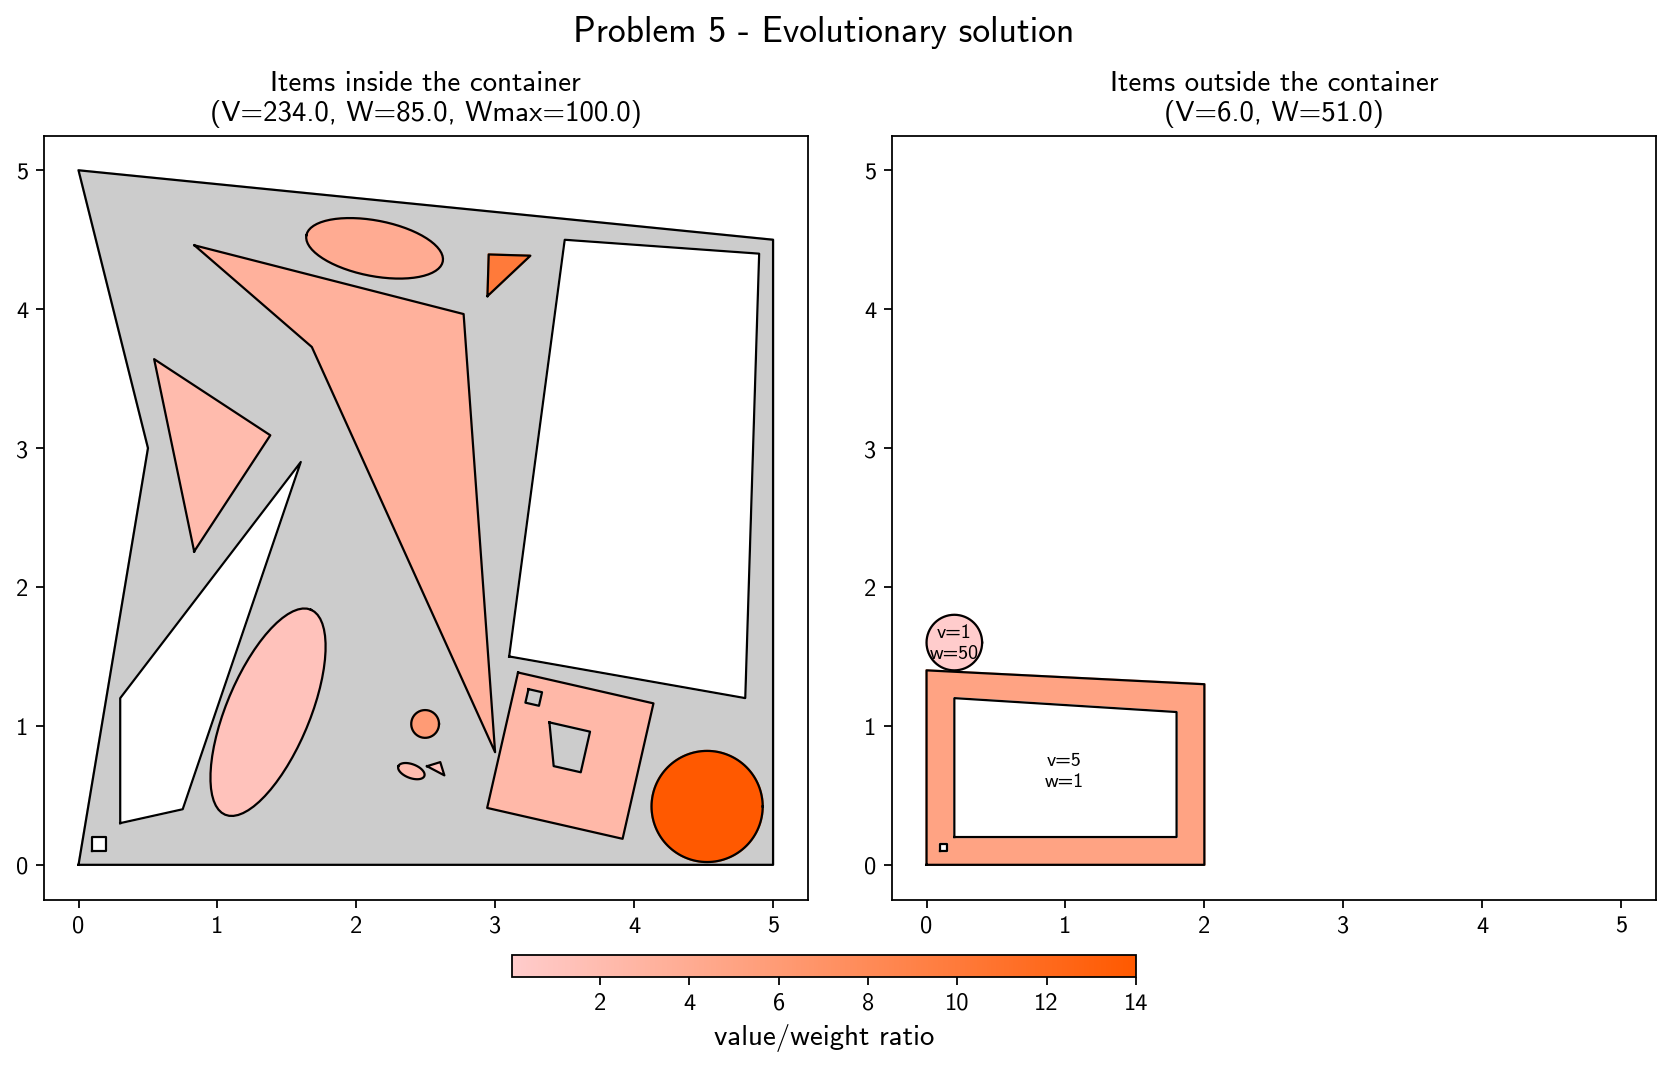 Problem 5 - Evolutionary solution
Items inside the container
(V=234.0, W=85.0, Wmax=100.0)
5
4
3
2
1
0
0 1 2 3 4 5
Items outside the container
(V=6.0, W=51.0)
5
4
3
2
1
0
v=1
w=50
v=5
w=1
0 1 2 3 4 5
2 4 6 8 10 12 14
value/weight ratio